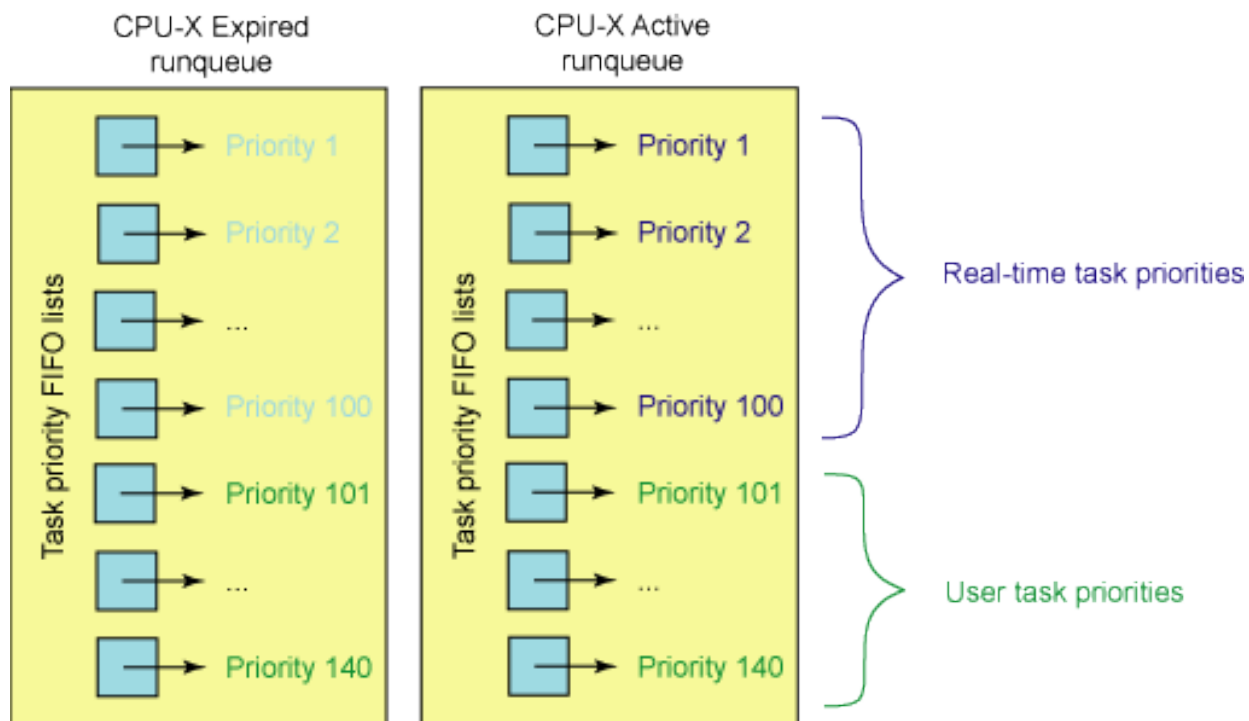 CPU-X Expired
runqueue
Task priority FIFO lists
Priority 1
Priority 2
...
Priority 100
Priority 101
...
Priority 140
CPU-X Active
runqueue
Task priority FIFO lists
Priority 1
Priority 2
...
Priority 100
Priority 101
...
Priority 140
Real-time task priorities
User task priorities